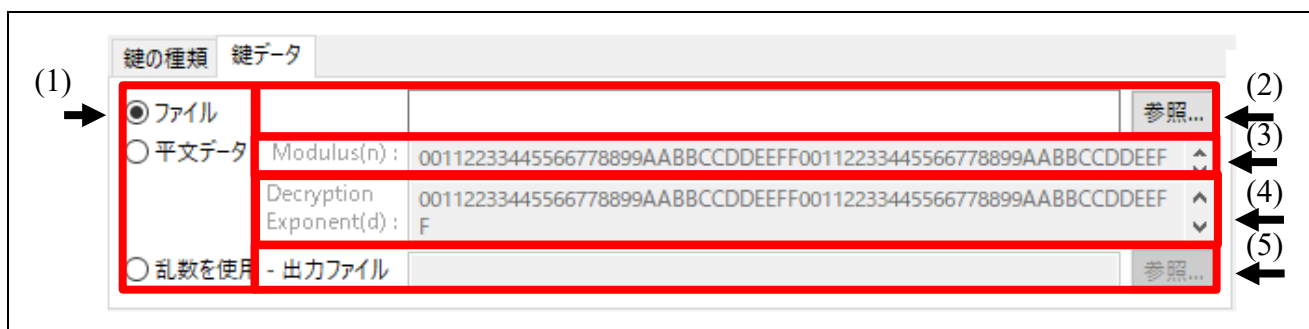 鍵の種類 鍵データ
(1)
ファイル
参照...
(2)
平文データ
Modulus(n) :
00112233445566778899AABBCCDDEEFF00112233445566778899AABBCCDDEEF
(3)
Decryption
Exponent(d) :
00112233445566778899AABBCCDDEEFF00112233445566778899AABBCCDDEEF
F
(4)
乱数を使用 - 出力ファイル
参照...
(5)